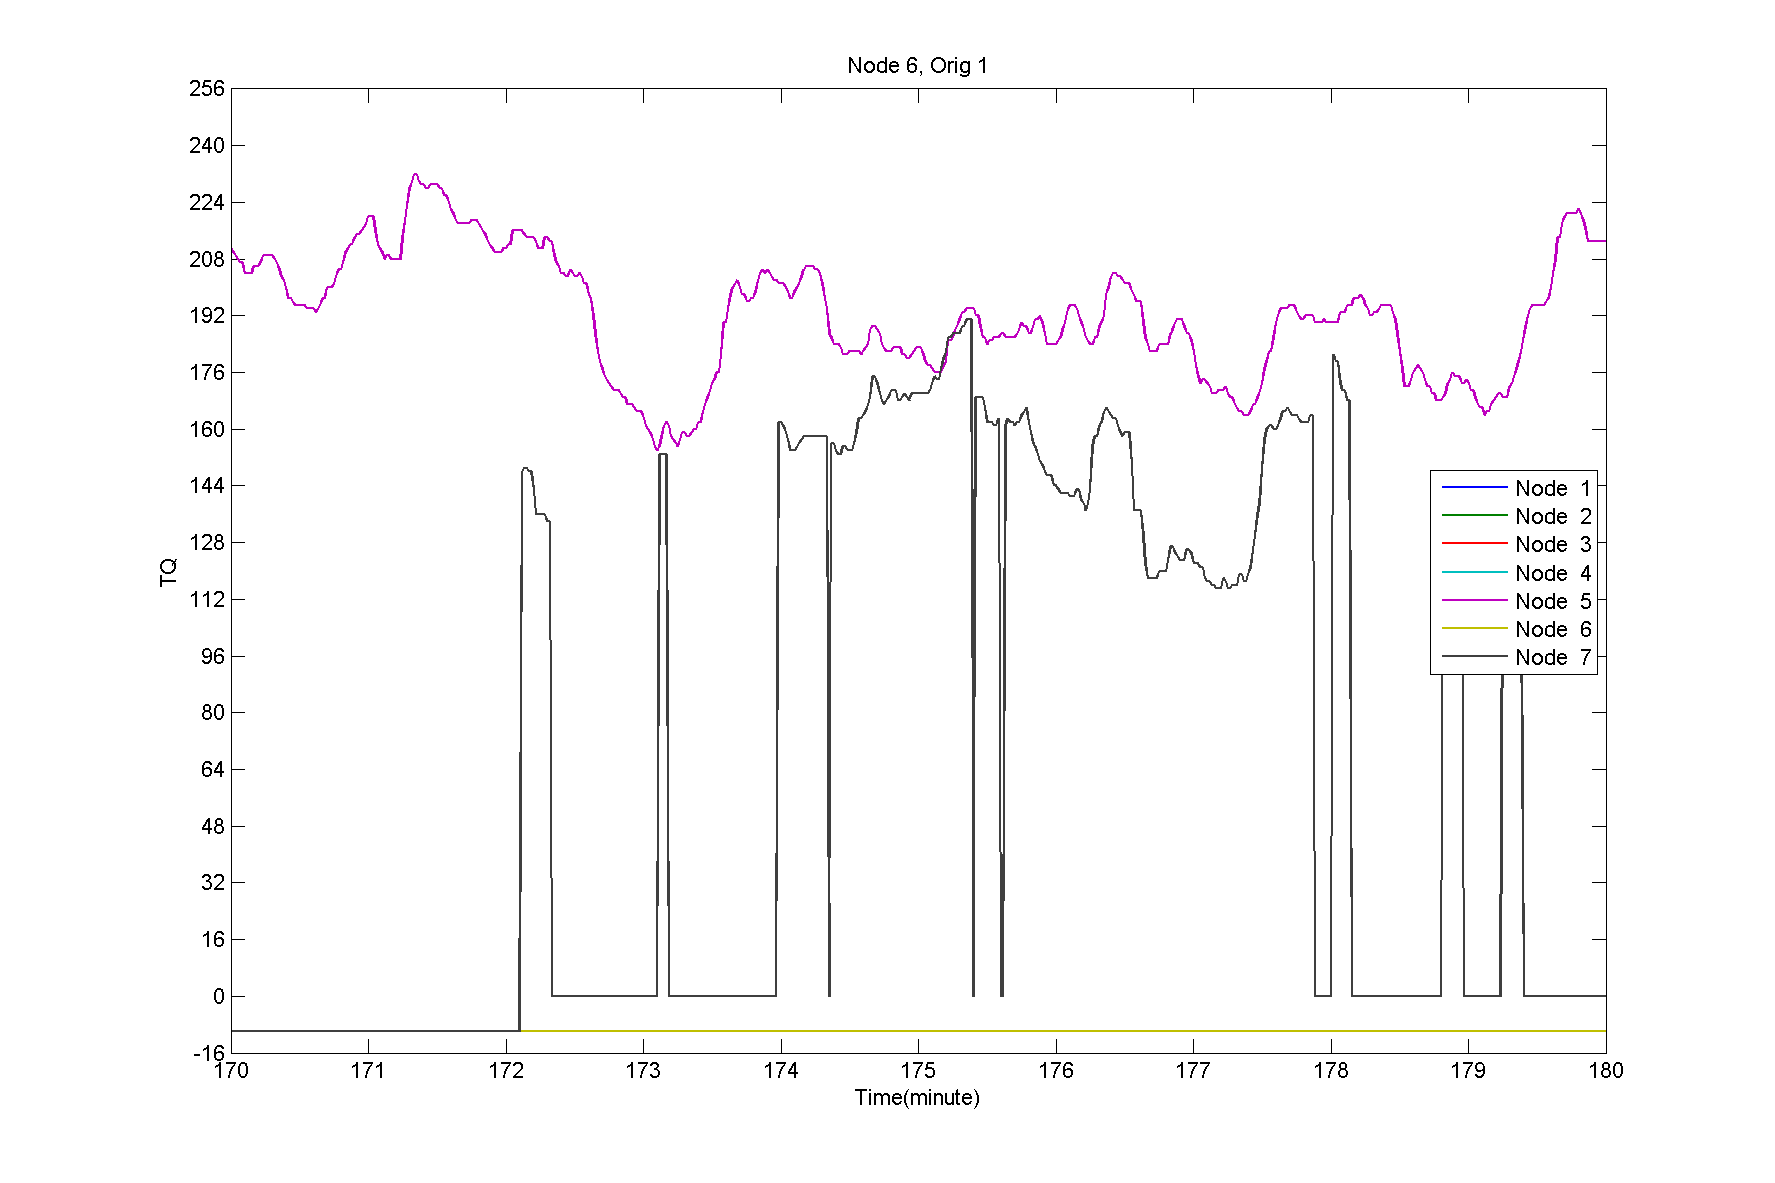 Node 6, Orig 1
256
240
224
208
192
176
160
144
128
112
96
80
64
48
32
16
0
-16
TQ
170 171 172 173 174 175 176 177 178 179 180
Time(minute)
Node 1
Node 2
Node 3
Node 4
Node 5
Node 6
Node 7